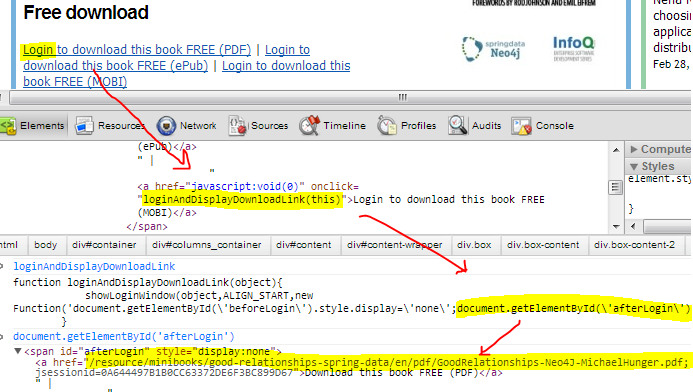 Free download
FOREWORDS BY ROD JOHNSON AND EMIL EIFREM
Login to download this book FREE (PDF) | Login to
download this book FREE (ePub) | Login to download this
book FREE (MOBI)
springdata
Neo4j
InfoQ
ENTERPRISE SOFTWARE
DEVELOPMENT SERIES
choosin
applica
distrib
Feb 28,
Elements Resources Network Sources Timeline Profiles Audits Console
(ePub)</a>
" |
"
<a href="javascript:void(0)" onclick=
"loginAndDisplayDownloadLink(this)">Login to download this book FREE
(MOBI)</a>
</span>
Compute
Styles
element.sty
}
html body div#container div#columns_container div#content div#content-wrapper div.box div.box-content div.box-content-2
loginAndDisplayDownloadLink
function loginAndDisplayDownloadLink(object){
showLoginWindow(object,ALIGN_START,new
Function('document.getElementById(\'beforeLogin\').style.display=\'none\';document.getElementById(\'afterLogin\')
}
document.getElementById('afterLogin')
<span id="afterLogin" style="display:none">
<a href="/resource/minibooks/good-relationships-spring-data/en/pdf/GoodRelationships-Neo4J-MichaelHunger.pdf;
jsessionid=0A644497B1B0CC63372DE6F3BC899D67">Download this book FREE (PDF)</a>